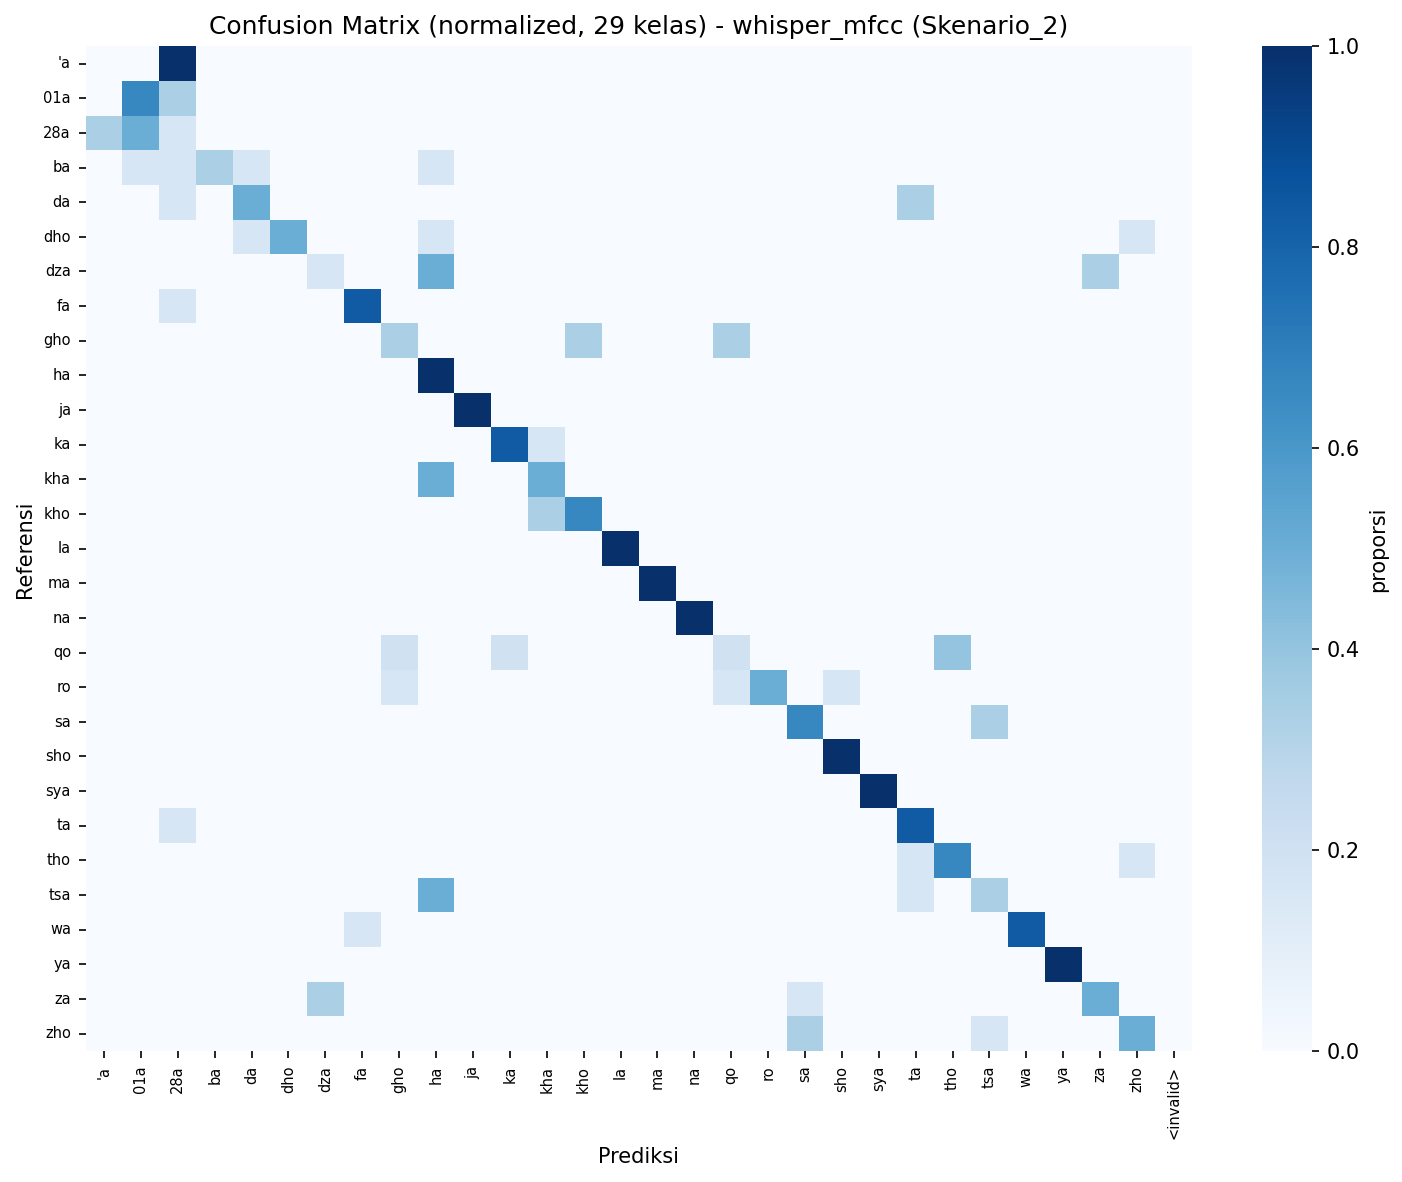 Confusion Matrix (normalized, 29 kelas) - whisper_mfcc (Skenario_2)
Referensi
'a
01a
28a
ba
da
dho
dza
fa
gho
ha
ja
ka
kha
kho
la
ma
na
qo
ro
sa
sho
sya
ta
tho
tsa
wa
ya
za
zho
'a 01a 28a ba da dho dza fa gho ha ja ka kha kho la ma na qo ro sa sho sya ta tho tsa wa ya za zho <invalid>
Prediksi
1.0
0.8
0.6
0.4
0.2
0.0
proporsi